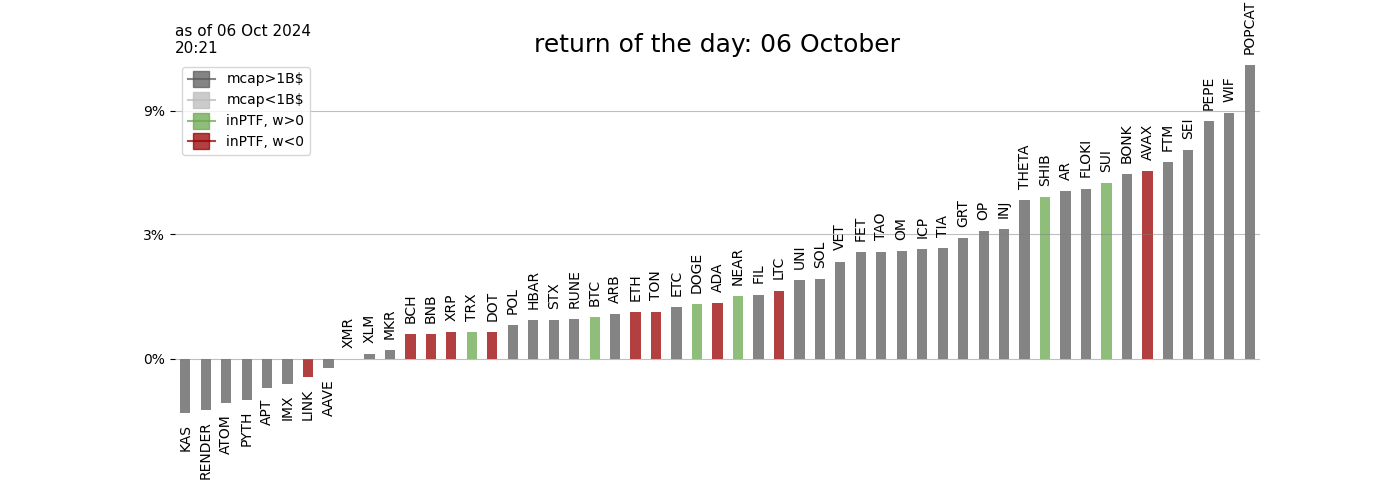 as of 06 Oct 2024
20:21
return of the day: 06 October
mcap>1B$
mcap<1B$
inPTF, w>0
inPTF, w<0
9%
3%
0%
KAS
RENDER
ATOM
PYTH
APT
IMX
LINK
AAVE
XMR
XLM
MKR
BCH
BNB
XRP
TRX
DOT
POL
HBAR
STX
RUNE
BTC
ARB
ETH
TON
ETC
DOGE
ADA
NEAR
FIL
LTC
UNI
SOL
VET
FET
TAO
OM
ICP
TIA
GRT
OP
INJ
THETA
SHIB
AR
FLOKI
SUI
BONK
AVAX
FTM
SEI
PEPE
WIF
POPCAT